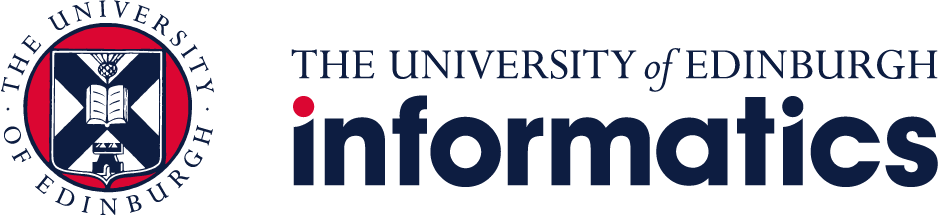 · THE UNIVERSITY ·
OF EDINBURGH
THE UNIVERSITY of EDINBURGH
informatics